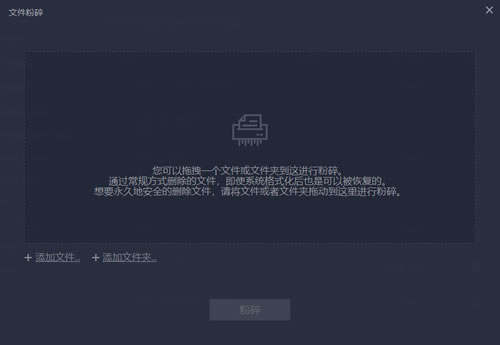 文件粉碎
您可以拖拽一个文件或文件夹到这进行粉碎。
通过常规方式删除的文件，即使系统格式化后也是可以被恢复的。
想要永久地安全的删除文件，请将文件或者文件夹拖动到这里进行粉碎。
+ 添加文件... + 添加文件夹...
粉碎